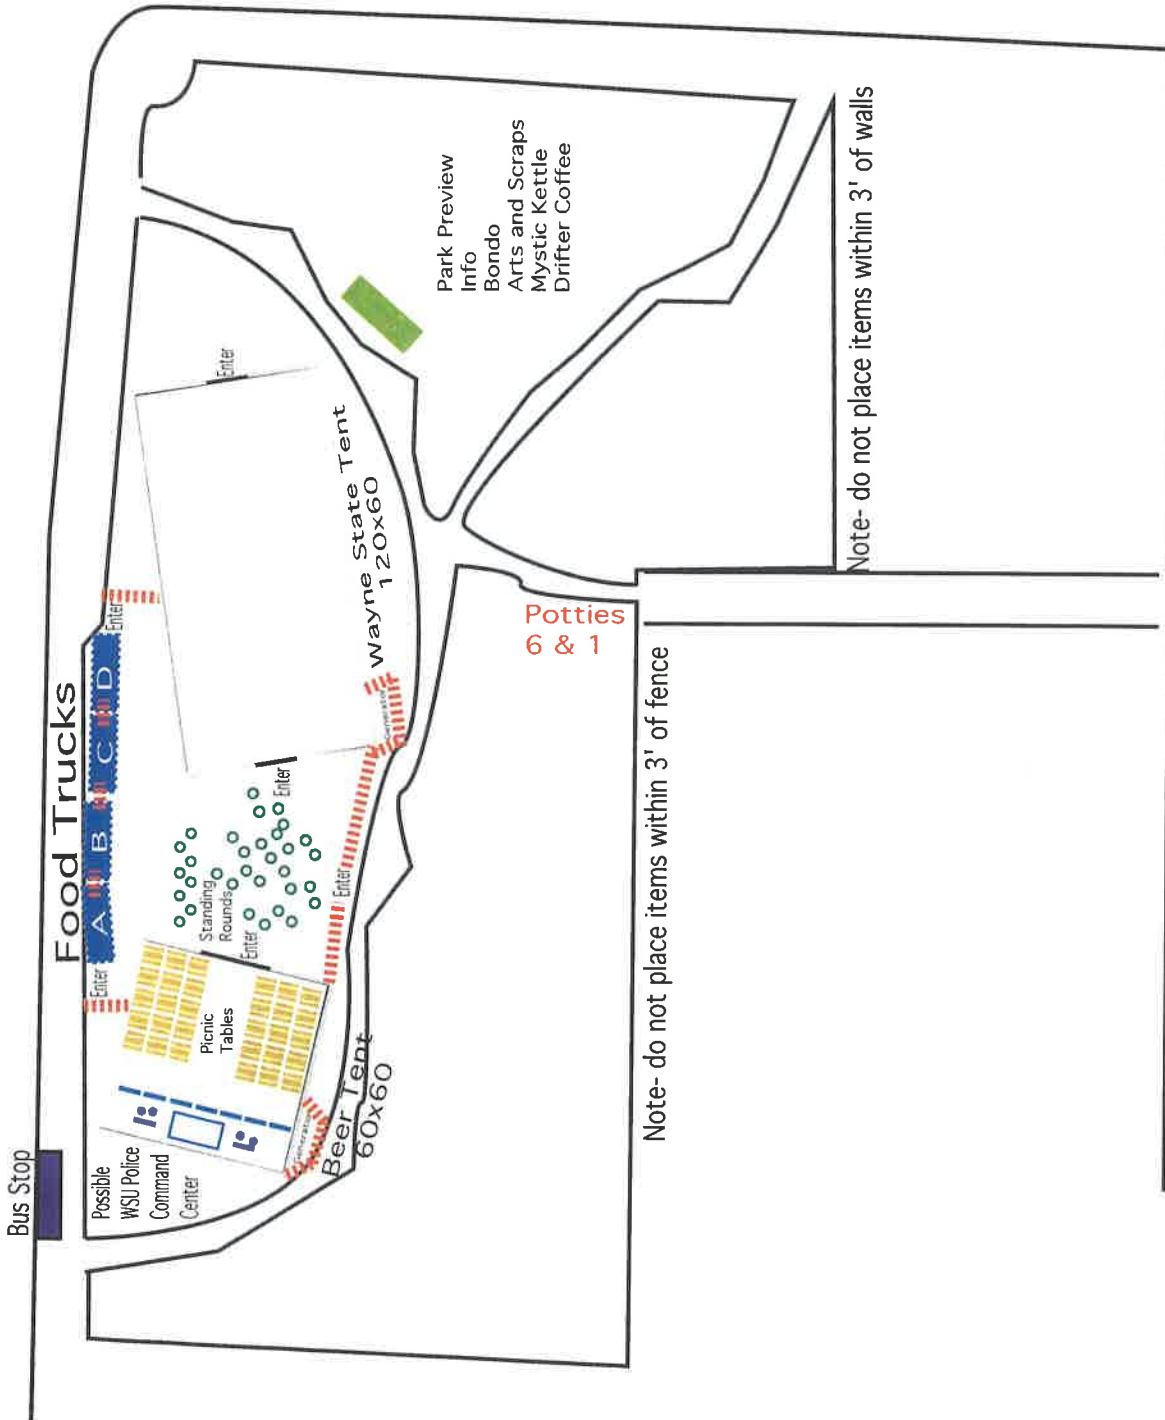 Bus Stop
Food Trucks
A
B
C
D
Enter
Enter
Possible
WSU Police
Command
Center
Picnic
Tables
Standing
Rounds
Enter
Enter
Enter
Enter
Generator
Generator
Beer Tent
60x60
Wayne State Tent
120x60
Park Preview
Info
Bondo
Arts and Scraps
Mystic Kettle
Drifter Coffee
Potties
6 & 1
Note- do not place items within 3' of fence
Note- do not place items within 3' of walls